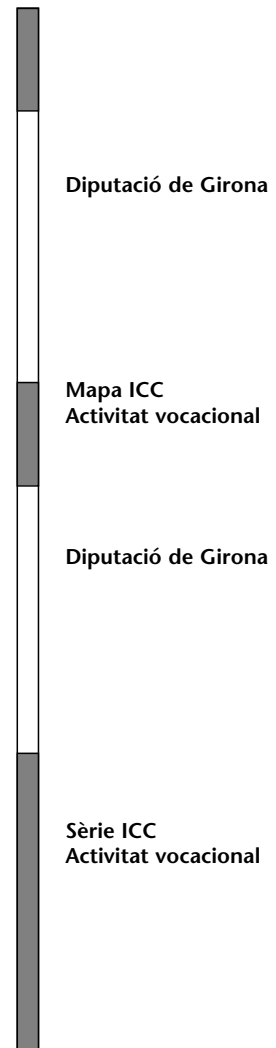 Diputació de Girona
Mapa ICC
Activitat vocacional
Diputació de Girona
Sèrie ICC
Activitat vocacional